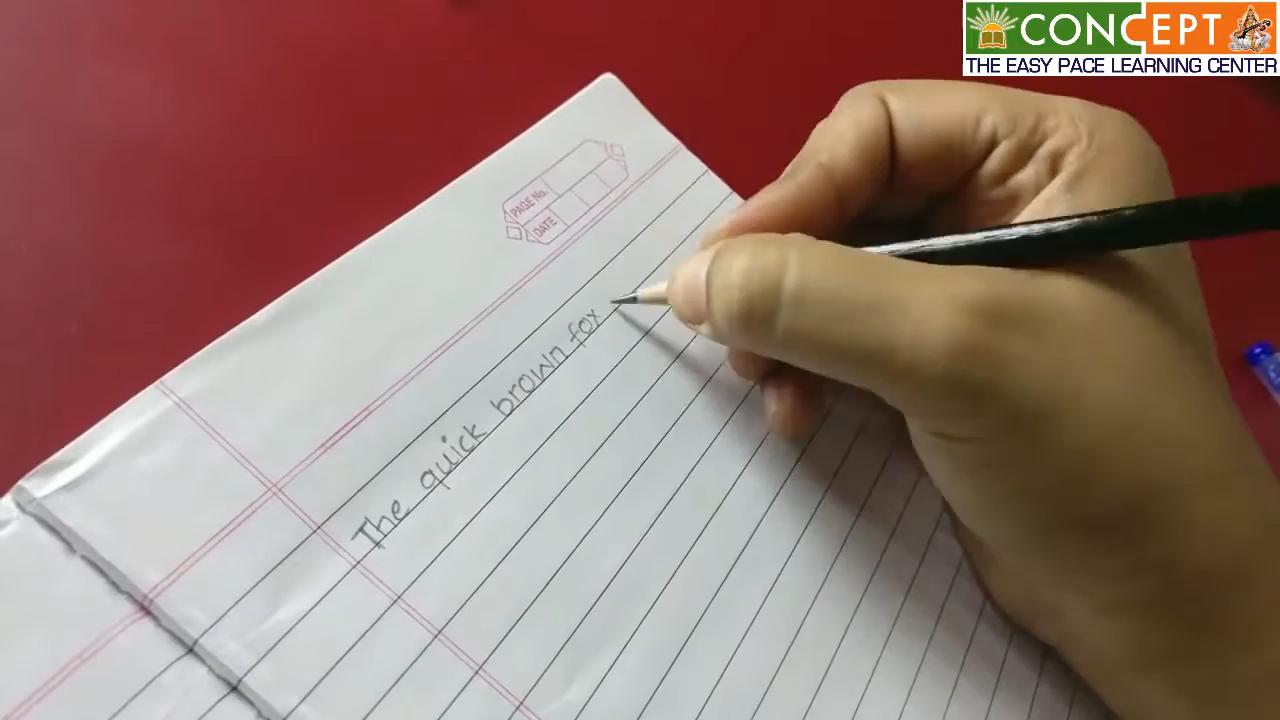 CONCEPT
THE EASY PACE LEARNING CENTER
PAGE No.
DATE
The quick brown fox